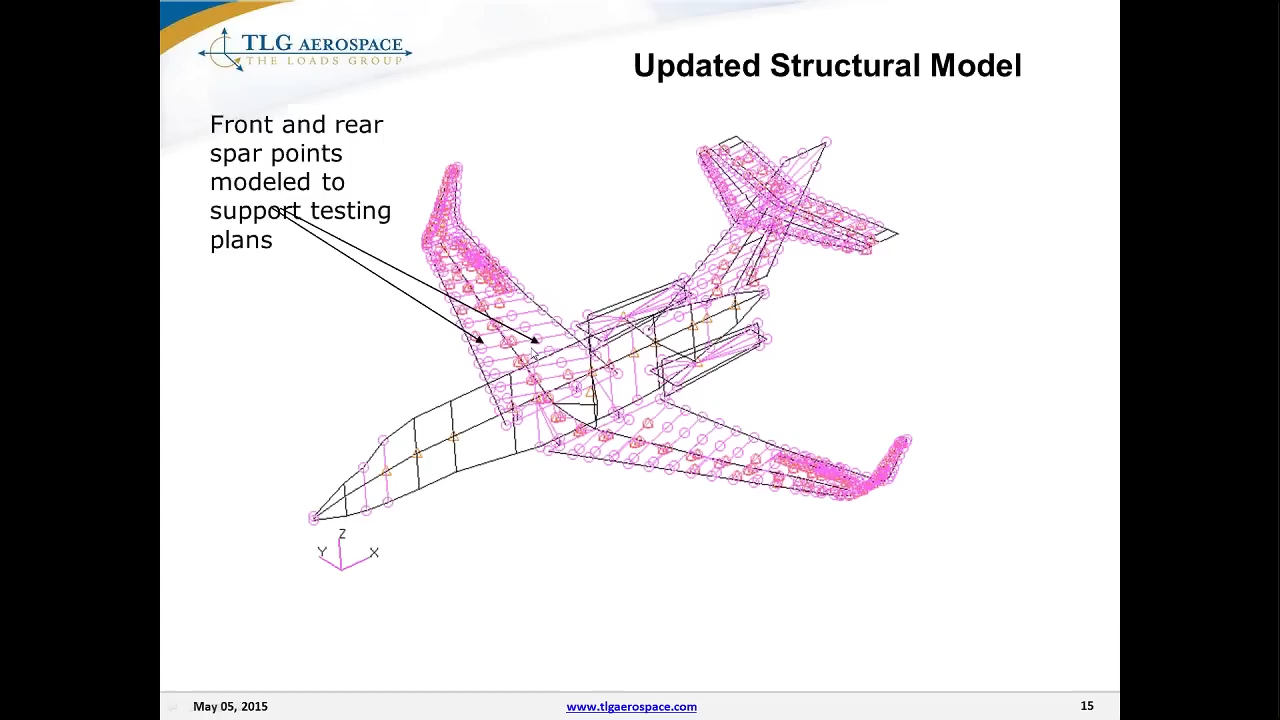 TLG AEROSPACE
THE LOADS GROUP
Updated Structural Model
Front and rear
spar points
modeled to
support testing
plans
Z
Y
X
May 05, 2015
www.tlgaerospace.com
15